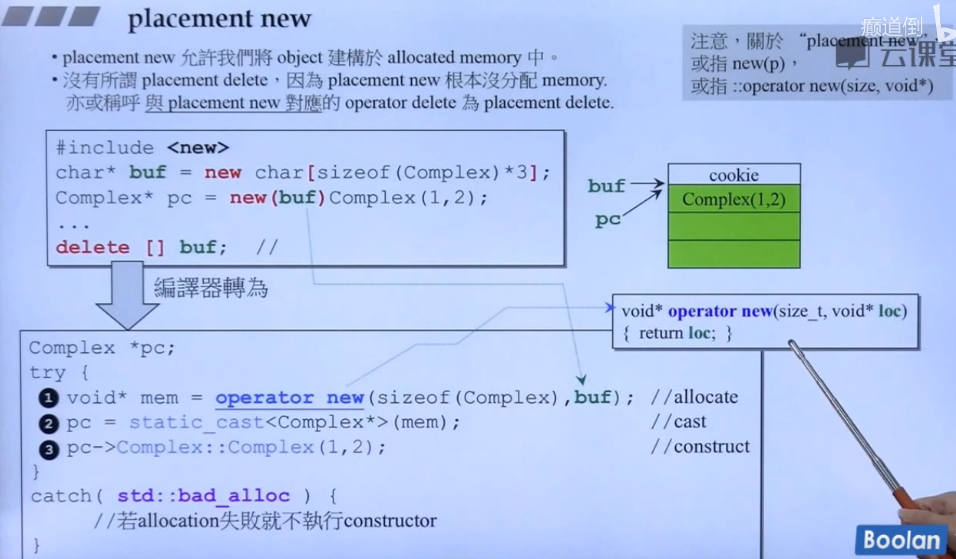 placement new
• placement new 允許我們將 object 建構於 allocated memory 中。
• 沒有所謂 placement delete，因為 placement new 根本沒分配 memory.
亦或稱呼 與 placement new 對應的 operator delete 為 placement delete.
注意，關於 “placement new”，
或指 new(p)，
或指 ::operator new(size, void*)
癫道倒
云课堂
#include <new>
char* buf = new char[sizeof(Complex)*3];
Complex* pc = new(buf)Complex(1,2);
...
delete [] buf; //
buf
pc
cookie
Complex(1,2)
編譯器轉為
void* operator new(size_t, void* loc)
{ return loc; }
Complex *pc;
try {
1 void* mem = operator new(sizeof(Complex),buf); //allocate
2 pc = static_cast<Complex*>(mem); //cast
3 pc->Complex::Complex(1,2); //construct
}
catch( std::bad_alloc ) {
//若allocation失敗就不執行constructor
}
Boolan